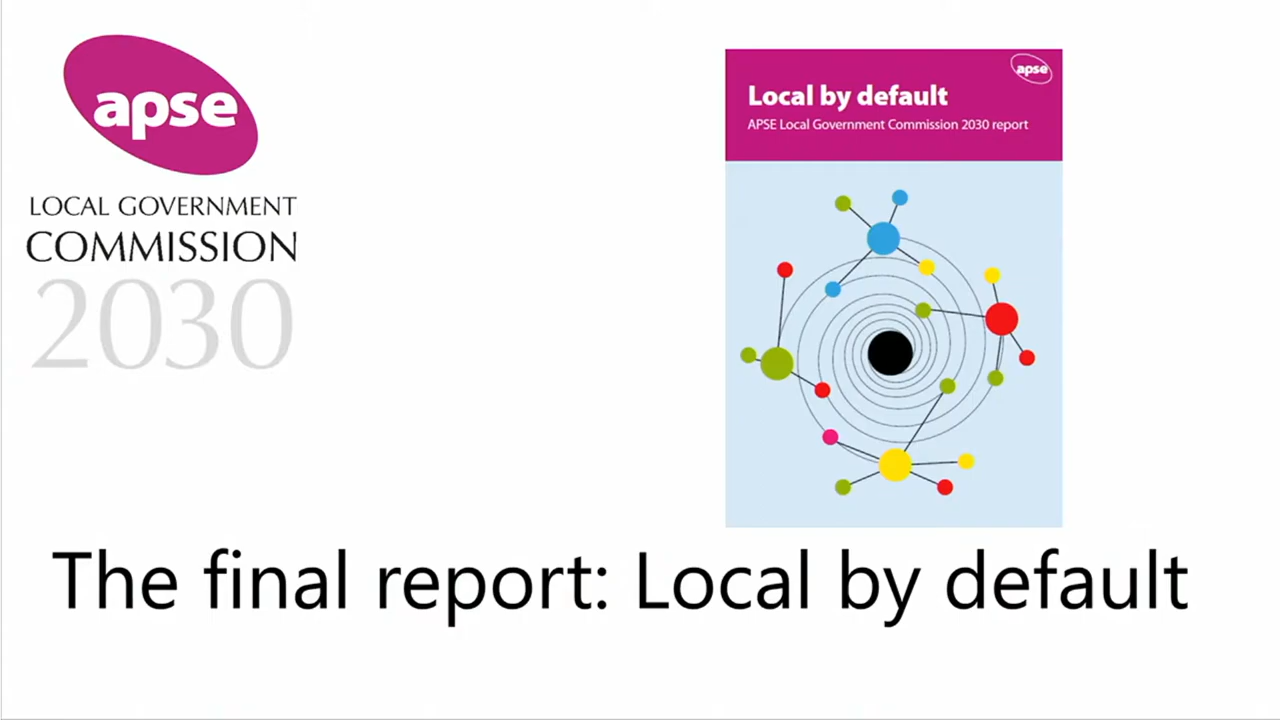 apse
LOCAL GOVERNMENT
COMMISSION
2030
apse
Local by default
APSE Local Government Commission 2030 report
The final report: Local by default